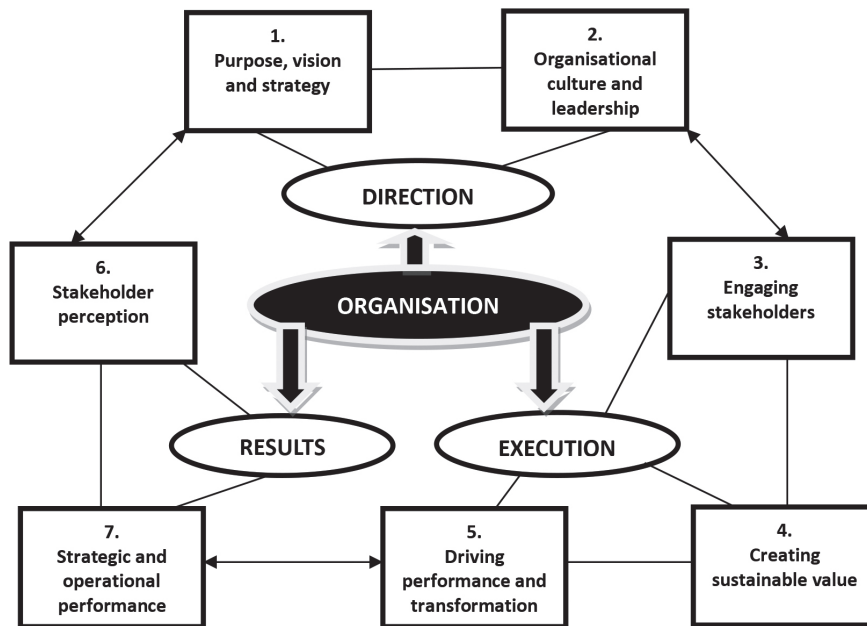 1.
Purpose, vision
and strategy
2.
Organisational
culture and
leadership
DIRECTION
6.
Stakeholder
perception
ORGANISATION
3.
Engaging
stakeholders
RESULTS
EXECUTION
7.
Strategic and
operational
performance
5.
Driving
performance and
transformation
4.
Creating
sustainable value